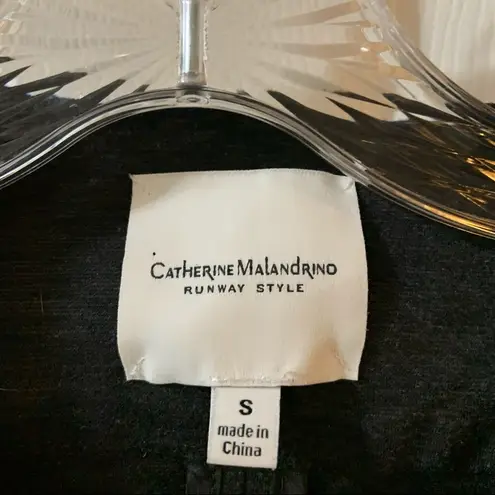 CATHERINE MALANDRINO
RUNWAY STYLE
S
made in
China